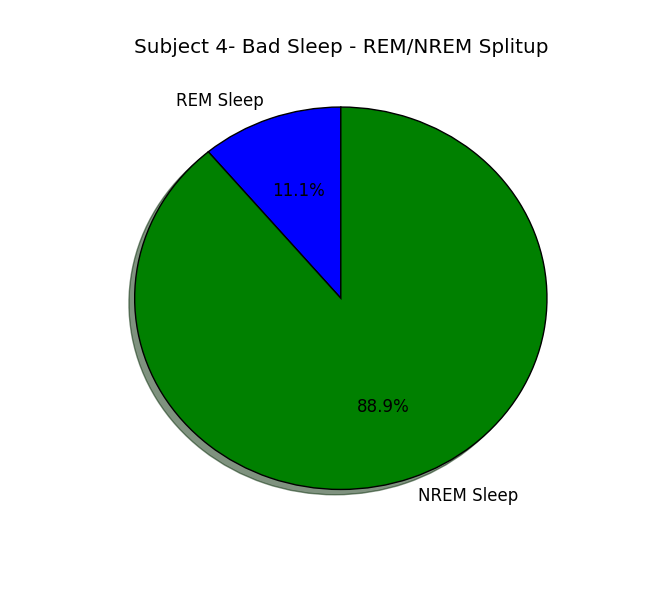 Subject 4- Bad Sleep - REM/NREM Splitup
REM Sleep
11.1%
88.9%
NREM Sleep